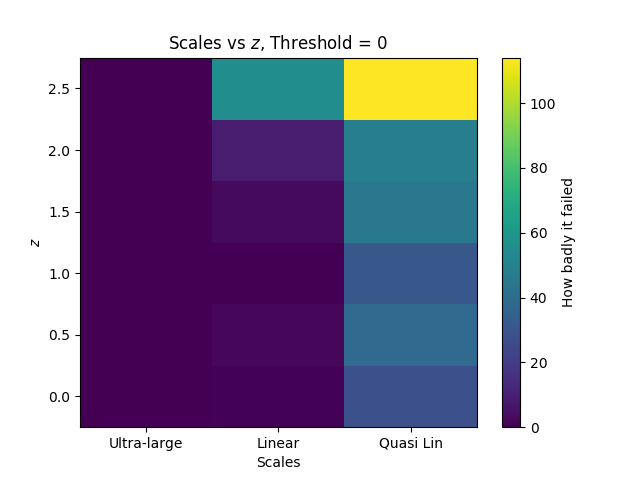 Scales vs z, Threshold = 0
2.5
2.0
1.5
1.0
0.5
0.0
z
Ultra-large Linear Quasi Lin
Scales
100
80
60
40
20
0
How badly it failed